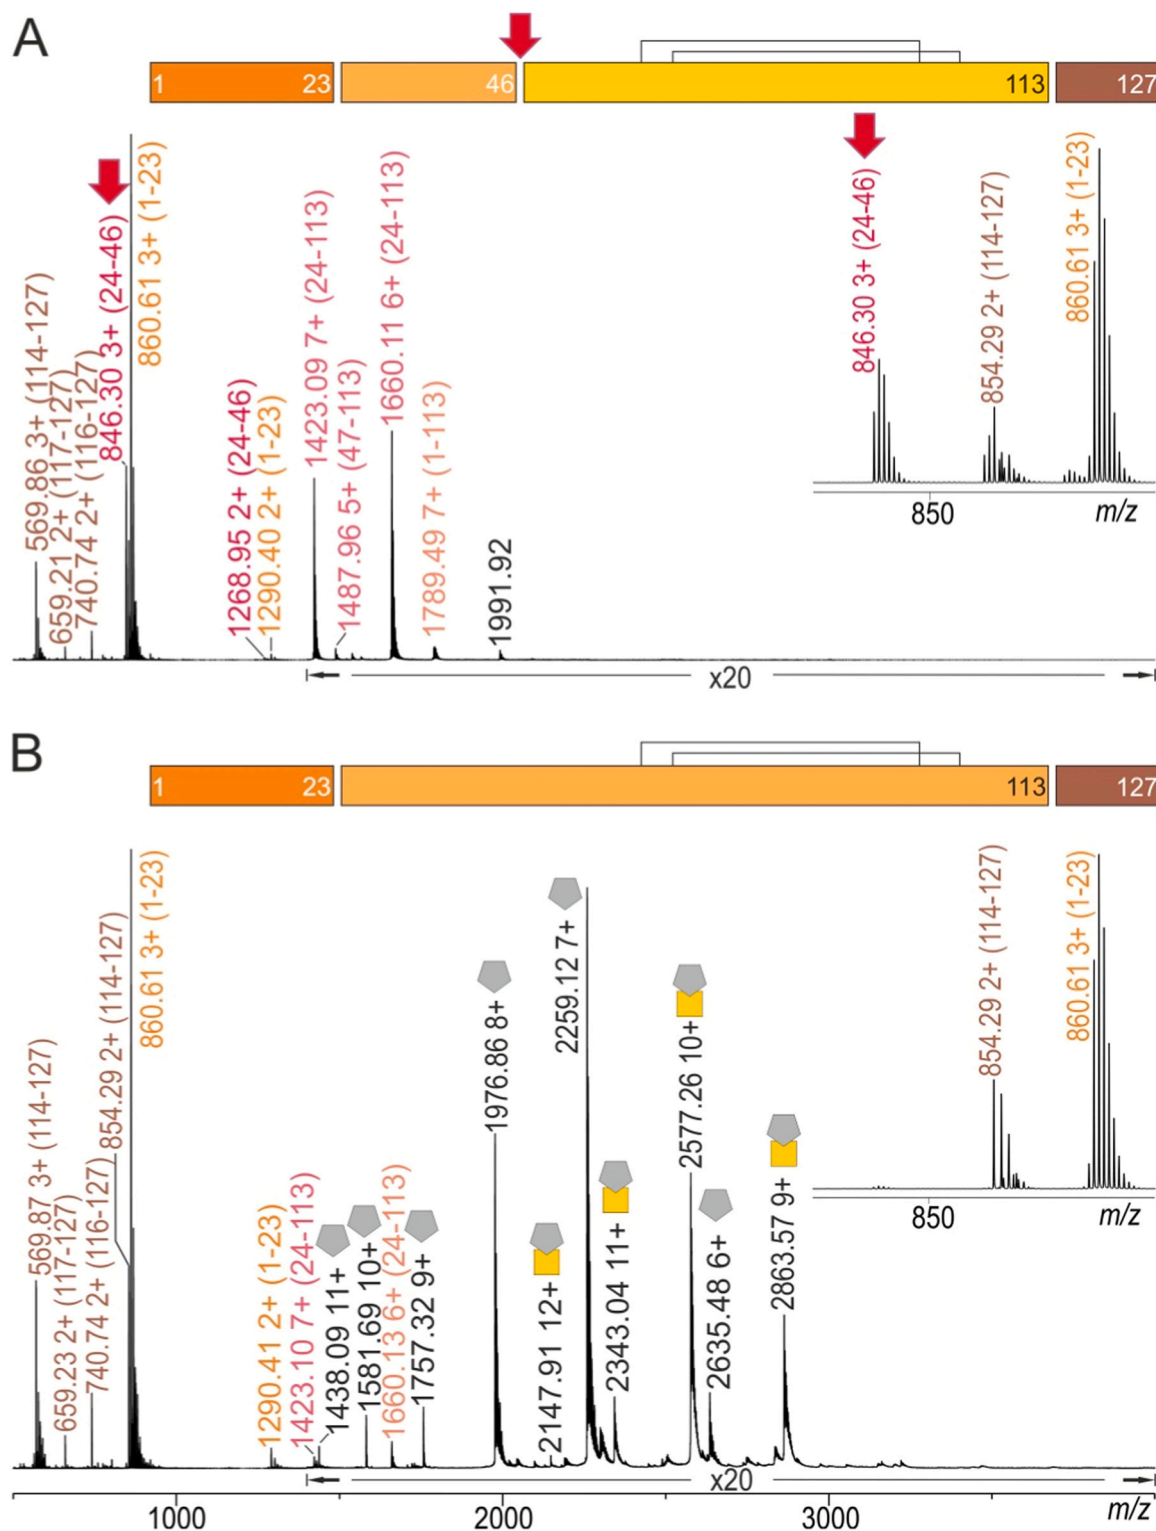 A
1 23 46 113 127
569.86 3+ (114-127)
659.21 2+ (117-127)
740.74 2+ (116-127)
846.30 3+ (24-46)
860.61 3+ (1-23)
1268.95 2+ (24-46)
1290.40 2+ (1-23)
1423.09 7+ (24-113)
1487.96 5+ (47-113)
1660.11 6+ (24-113)
1789.49 7+ (1-113)
1991.92
846.30 3+ (24-46)
854.29 2+ (114-127)
860.61 3+ (1-23)
850 m/z
x20
B
1 23 113 127
569.87 3+ (114-127)
659.23 2+ (117-127)
740.74 2+ (116-127)
854.29 2+ (114-127)
860.61 3+ (1-23)
1290.41 2+ (1-23)
1423.10 7+ (24-113)
1438.09 11+
1581.69 10+
1660.13 6+ (24-113)
1757.32 9+
1976.86 8+
2147.91 12+
2259.12 7+
2343.04 11+
2577.26 10+
2635.48 6+
2863.57 9+
854.29 2+ (114-127)
860.61 3+ (1-23)
850 m/z
x20
1000 2000 3000 m/z